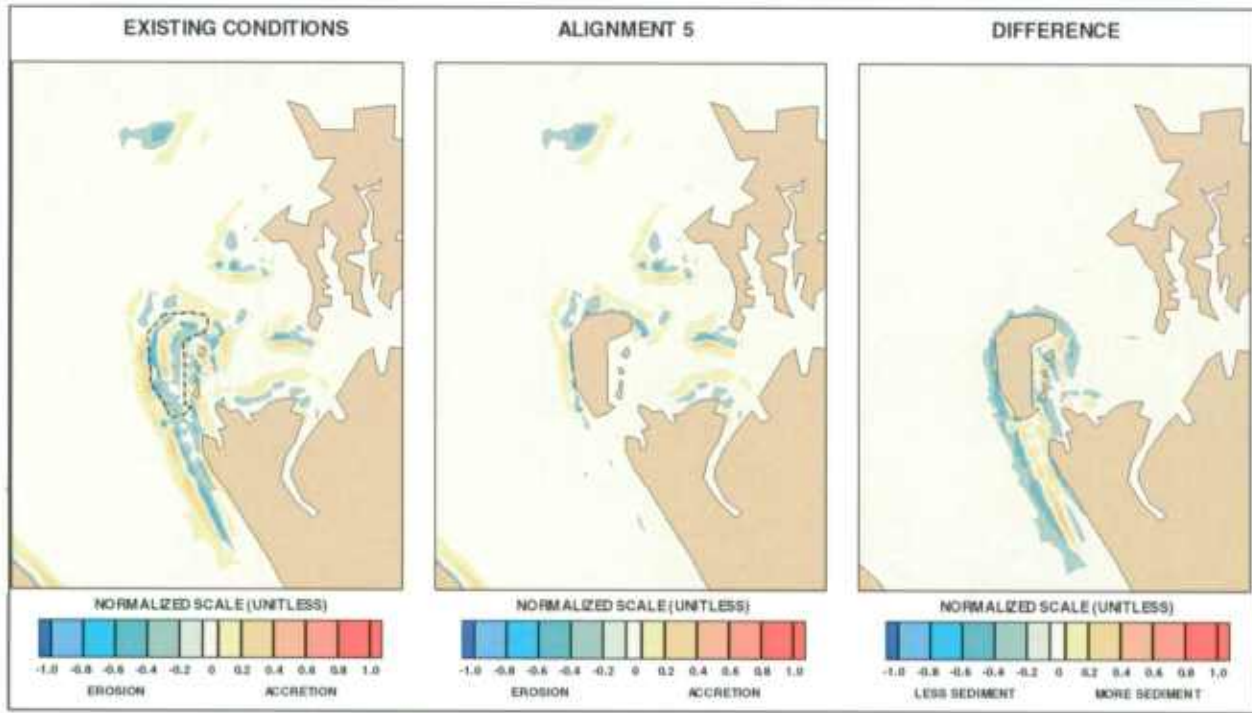 EXISTING CONDITIONS
ALIGNMENT 5
DIFFERENCE
NORMALIZED SCALE (UNITLESS)
-1.0 -0.8 -0.6 -0.4 -0.2 0 0.2 0.4 0.6 0.8 1.0
EROSION ACCRETION
NORMALIZED SCALE (UNITLESS)
-1.0 -0.8 -0.6 -0.4 -0.2 0 0.2 0.4 0.6 0.8 1.0
EROSION ACCRETION
NORMALIZED SCALE (UNITLESS)
-1.0 -0.8 -0.6 -0.4 -0.2 0 0.2 0.4 0.6 0.8 1.0
LESS SEDIMENT MORE SEDIMENT